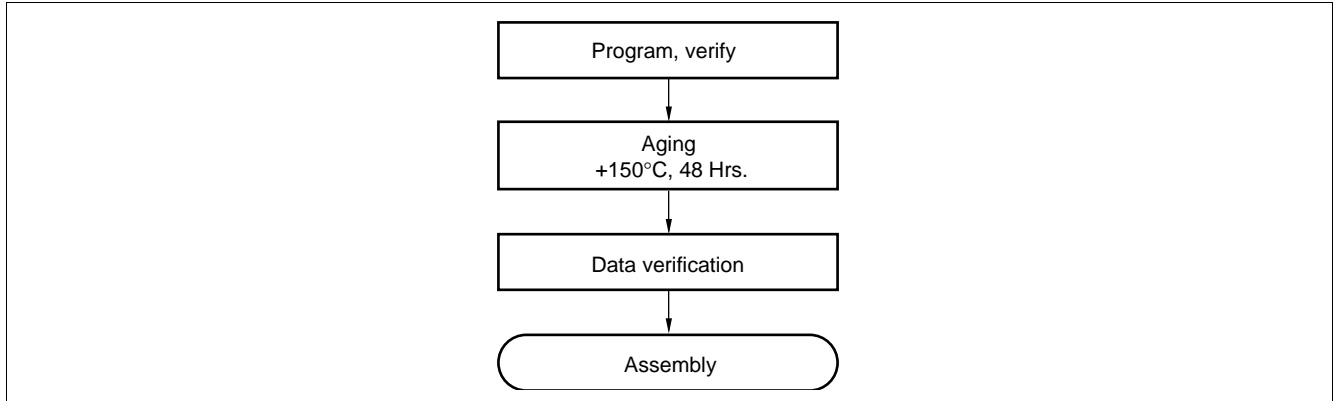 Program, verify
Aging
+150°C, 48 Hrs.
Data verification
Assembly